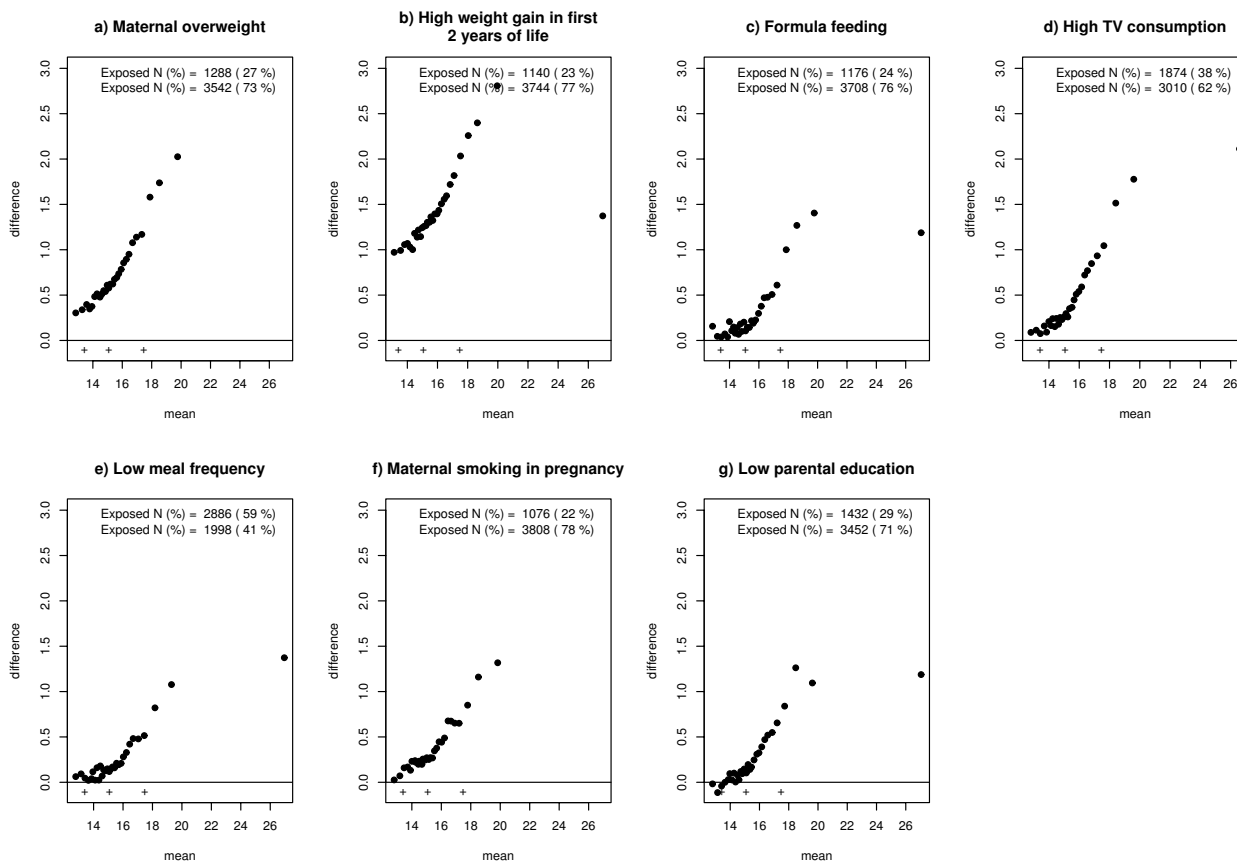 a) Maternal overweight
Exposed N (%) = 1288 ( 27 %)
Exposed N (%) = 3542 ( 73 %)
difference
0.0 0.5 1.0 1.5 2.0 2.5 3.0
14 16 18 20 22 24 26
mean
b) High weight gain in first
2 years of life
Exposed N (%) = 1140 ( 23 %)
Exposed N (%) = 3744 ( 77 %)
difference
0.0 0.5 1.0 1.5 2.0 2.5 3.0
14 16 18 20 22 24 26
mean
c) Formula feeding
Exposed N (%) = 1176 ( 24 %)
Exposed N (%) = 3708 ( 76 %)
difference
0.0 0.5 1.0 1.5 2.0 2.5 3.0
14 16 18 20 22 24 26
mean
d) High TV consumption
Exposed N (%) = 1874 ( 38 %)
Exposed N (%) = 3010 ( 62 %)
difference
0.0 0.5 1.0 1.5 2.0 2.5 3.0
14 16 18 20 22 24 26
mean
e) Low meal frequency
Exposed N (%) = 2886 ( 59 %)
Exposed N (%) = 1998 ( 41 %)
difference
0.0 0.5 1.0 1.5 2.0 2.5 3.0
14 16 18 20 22 24 26
mean
f) Maternal smoking in pregnancy
Exposed N (%) = 1076 ( 22 %)
Exposed N (%) = 3808 ( 78 %)
difference
0.0 0.5 1.0 1.5 2.0 2.5 3.0
14 16 18 20 22 24 26
mean
g) Low parental education
Exposed N (%) = 1432 ( 29 %)
Exposed N (%) = 3452 ( 71 %)
difference
0.0 0.5 1.0 1.5 2.0 2.5 3.0
14 16 18 20 22 24 26
mean